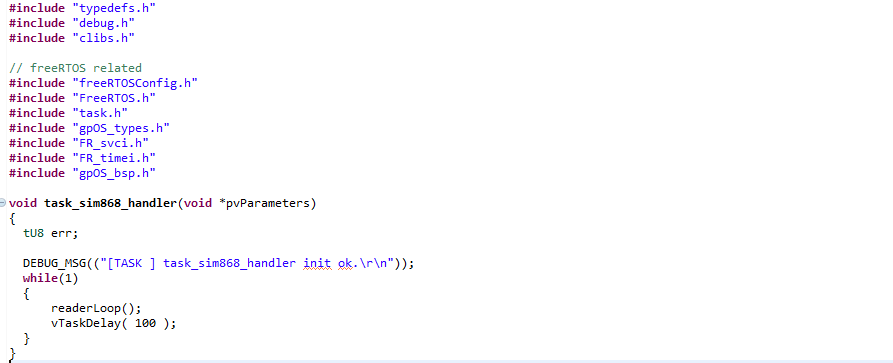 #include "typedefs.h"
#include "debug.h"
#include "clibs.h"

// freeRTOS related
#include "freeRTOSConfig.h"
#include "FreeRTOS.h"
#include "task.h"
#include "gpOS_types.h"
#include "FR_svci.h"
#include "FR_timei.h"
#include "gpOS_bsp.h"

void task_sim868_handler(void *pvParameters)
{
  tU8 err;

  DEBUG_MSG(("[TASK ] task_sim868_handler init ok.\r\n"));
  while(1)
  {
      readerLoop();
      vTaskDelay( 100 );
  }
}